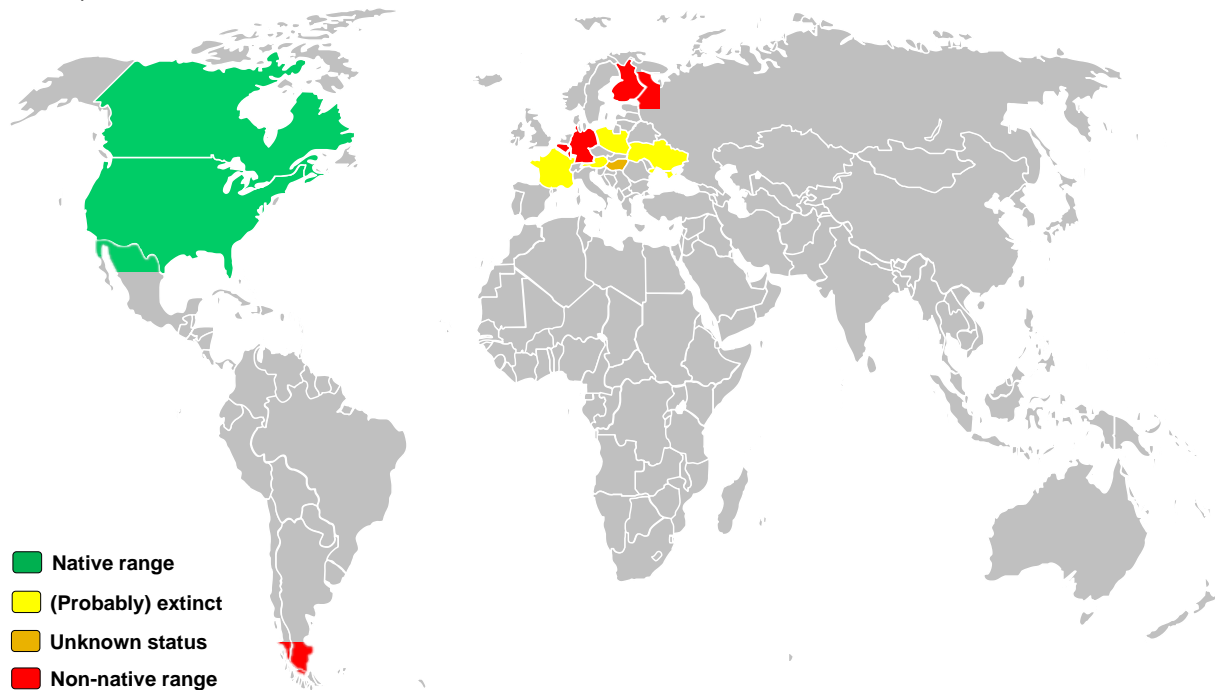 Native range
(Probably) extinct
Unknown status
Non-native range